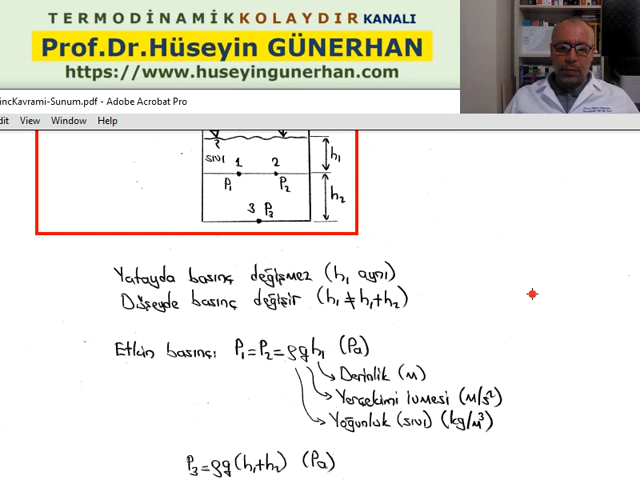 TERMODİNAMİKKOLAYDIR KANALI
Prof.Dr.Hüseyin GÜNERHAN
https://www.huseyingunerhan.com
incKavrami-Sunum.pdf - Adobe Acrobat Pro
dit View Window Help
SIVI 1 2 h₁
P₁ P₂ h₂
3 P₃
Yatayda basınç değişmez (h₁ aynı)
Düşeyde basınç değişir (h₁ ≠ h₁+h₂)
Etkin basınç: P₁=P₂=ρgh₁ (Pa)
Derinlik (m)
Yerçekimi ivmesi (m/s²)
Yoğunluk (sıvı) (kg/m³)
P₃=ρg(h₁+h₂) (Pa)